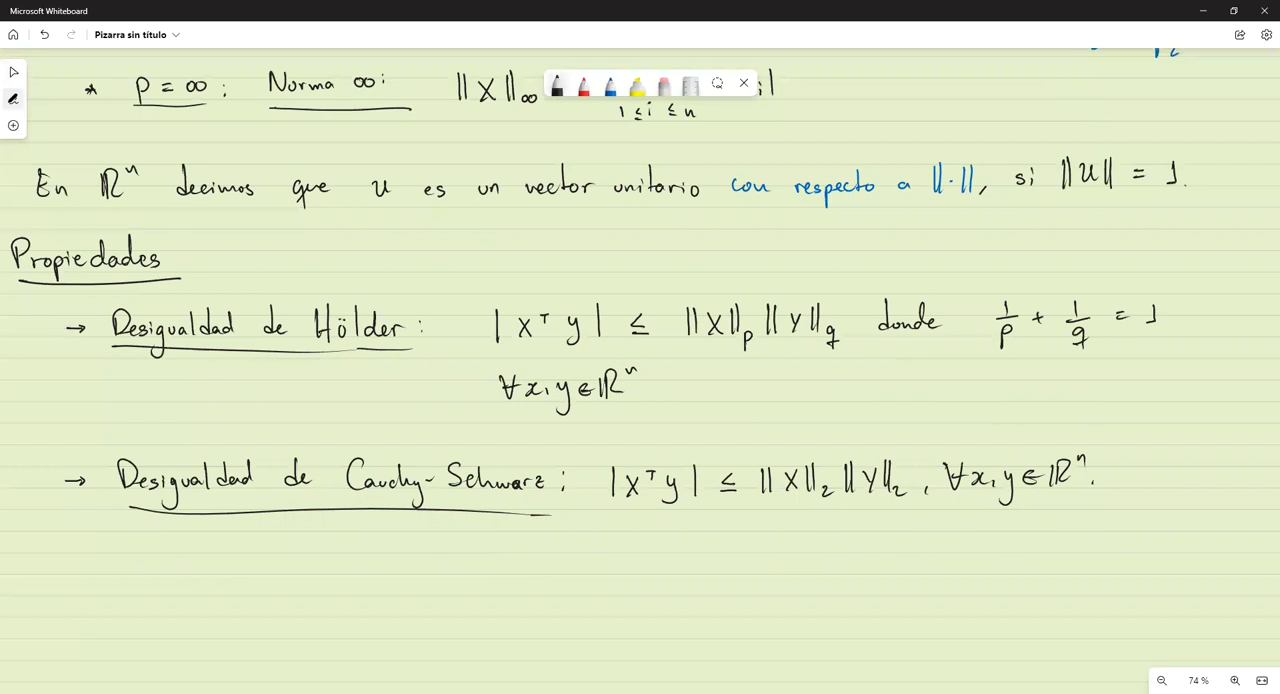 Microsoft Whiteboard
Pizarra sin título
* p = ∞ : Norma ∞: ‖X‖∞
1 ≤ i ≤ n
En ℝⁿ decimos que u es un vector unitario con respecto a ‖·‖, si ‖u‖ = 1.
Propiedades
→ Desigualdad de Hölder: |xᵀy| ≤ ‖X‖p ‖Y‖q donde 1/p + 1/q = 1
∀x, y ∈ ℝⁿ
→ Desigualdad de Cauchy-Schwarz: |xᵀy| ≤ ‖X‖₂ ‖Y‖₂, ∀x, y ∈ ℝⁿ.
74 %